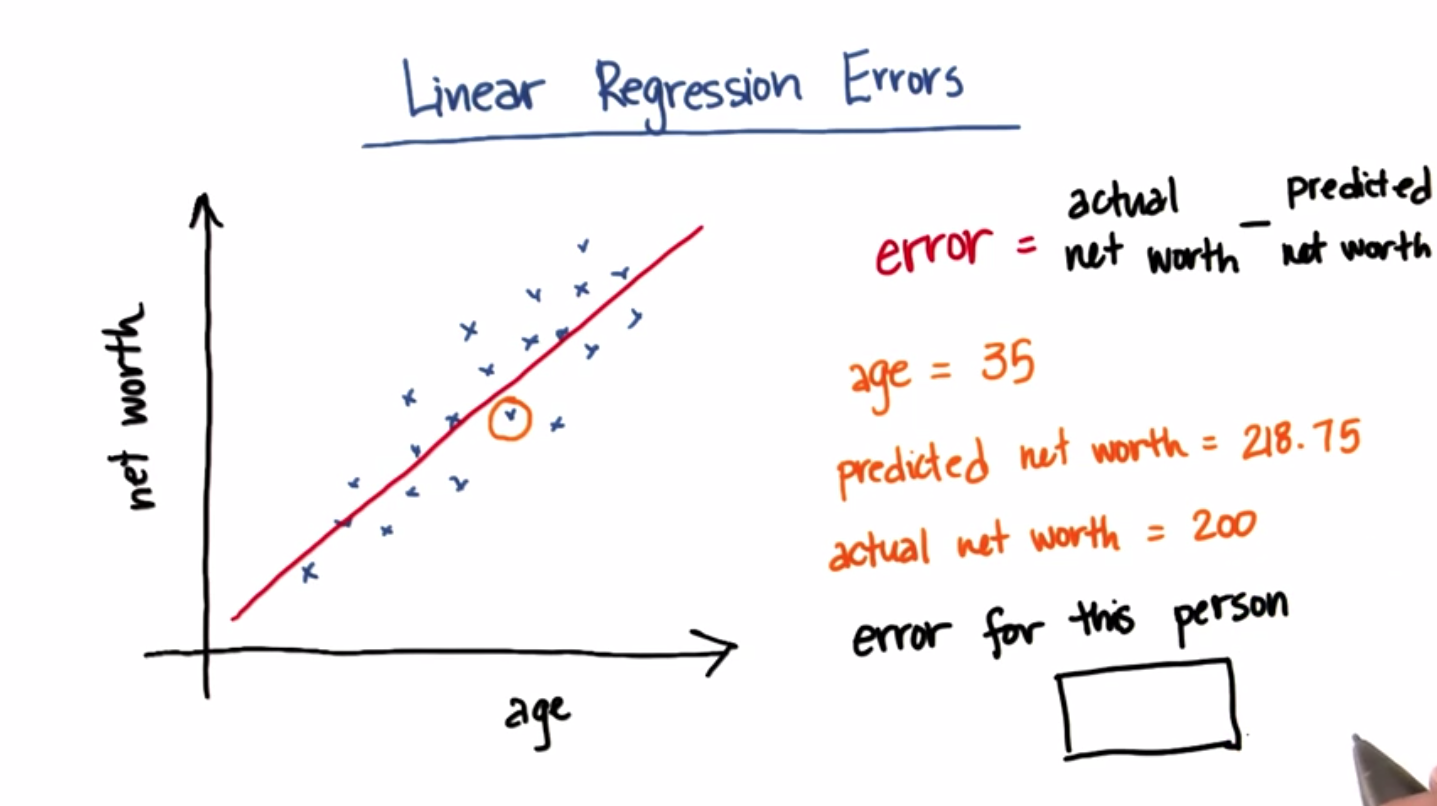 Linear Regression Errors
error = actual net worth - predicted net worth
age = 35
predicted net worth = 218.75
actual net worth = 200
error for this person
net worth
age